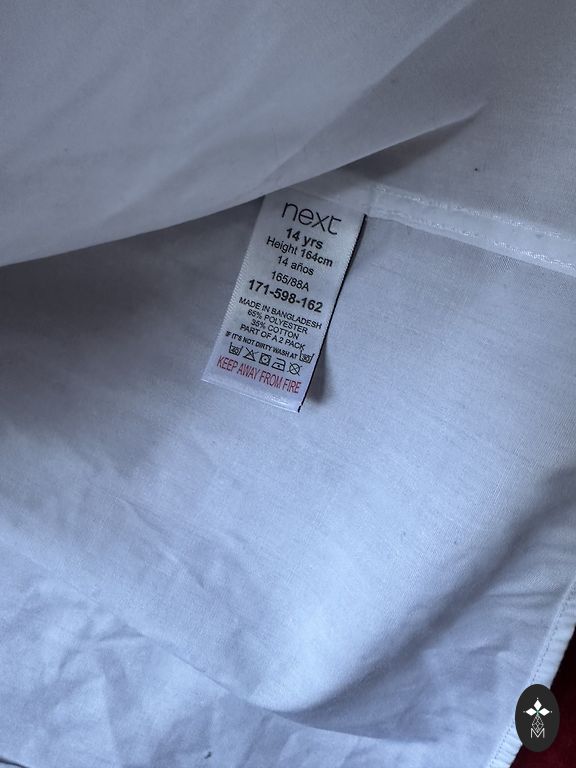 next
14 yrs
Height 164cm
14 años
165/88A
171-598-162
MADE IN BANGLADESH
65% POLYESTER
35% COTTON
PART OF A 2 PACK
IF IT'S NOT DIRTY WASH AT 30
KEEP AWAY FROM FIRE